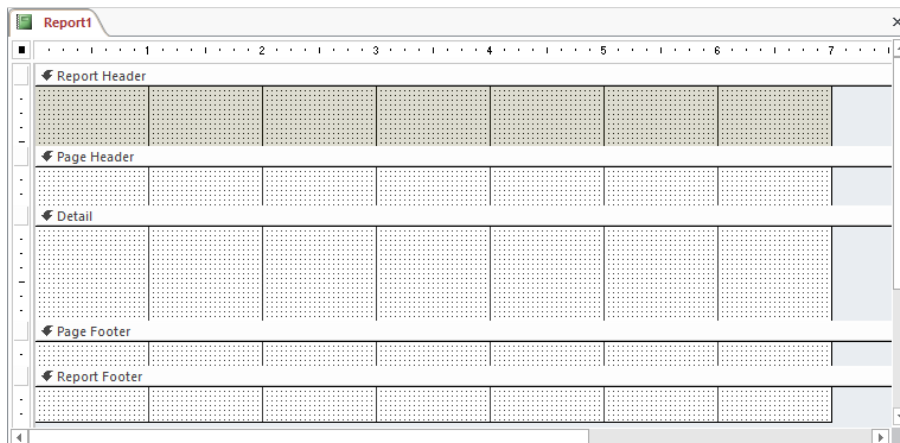 Report1
1 2 3 4 5 6 7
Report Header
Page Header
Detail
Page Footer
Report Footer